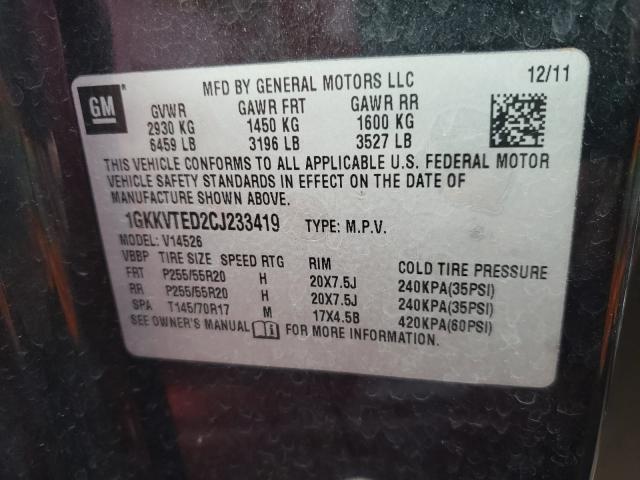 MFD BY GENERAL MOTORS LLC 12/11
GM
GVWR GAWR FRT GAWR RR
2930 KG 1450 KG 1600 KG
6459 LB 3196 LB 3527 LB
THIS VEHICLE CONFORMS TO ALL APPLICABLE U.S. FEDERAL MOTOR
VEHICLE SAFETY STANDARDS IN EFFECT ON THE DATE OF
MANUFACTURE SHOWN ABOVE.
1GKKVTED2CJ233419 TYPE: M.P.V.
MODEL: V14526
VBBP TIRE SIZE SPEED RTG RIM COLD TIRE PRESSURE
FRT P255/55R20 H 20X7.5J 240KPA(35PSI)
RR P255/55R20 H 20X7.5J 240KPA(35PSI)
SPA T145/70R17 M 17X4.5B 420KPA(60PSI)
SEE OWNER'S MANUAL i FOR MORE INFORMATION.